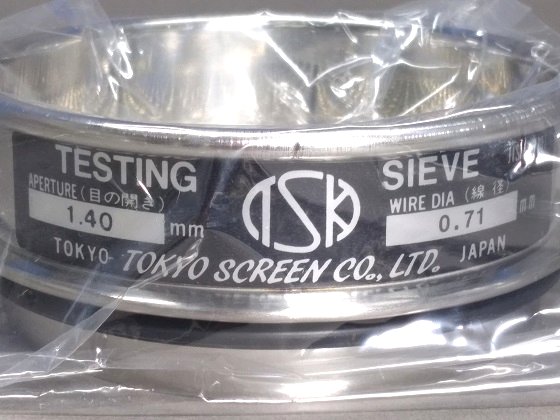 TESTING
SIEVE
APERTURE(目の開き)
1.40 mm
TSK
WIRE DIA (線 径)
0.71 mm
TOKYO
TOKYO SCREEN CO., LTD.
JAPAN